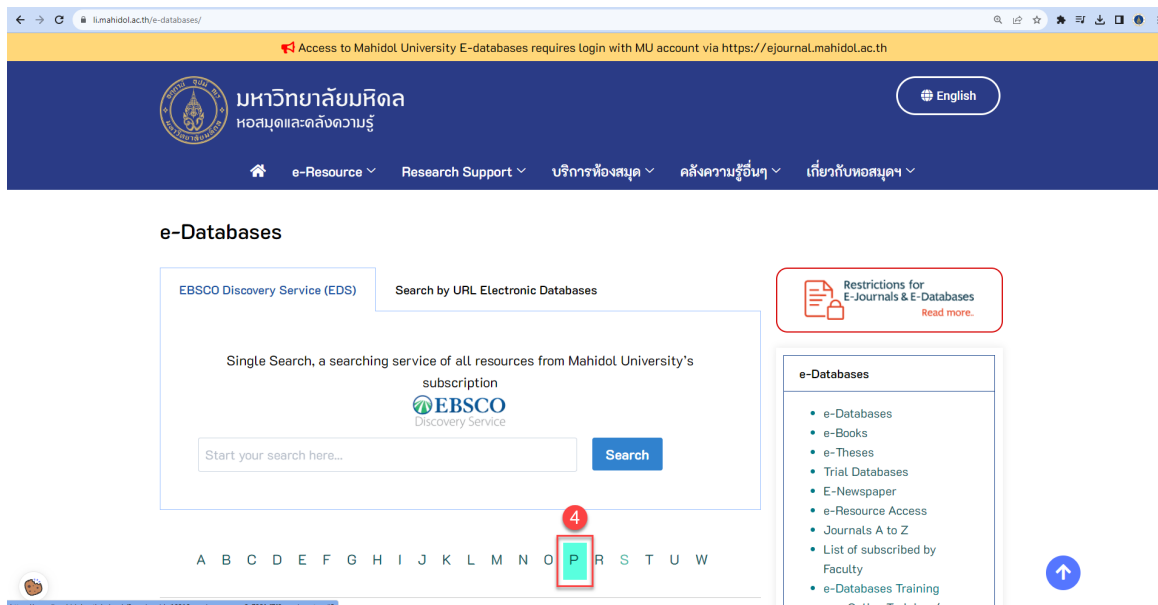 li.mahidol.ac.th/e-databases/
Access to Mahidol University E-databases requires login with MU account via https://ejournal.mahidol.ac.th
มหาวิทยาลัยมหิดล
หอสมุดและคลังความรู้
English
e-Resource
Research Support
บริการห้องสมุด
คลังความรู้อื่นๆ
เกี่ยวกับหอสมุดฯ
e-Databases
EBSCO Discovery Service (EDS)
Search by URL Electronic Databases
Single Search, a searching service of all resources from Mahidol University's
subscription
EBSCO
Discovery Service
Start your search here...
Search
4
A B C D E F G H I J K L M N O P R S T U W
Restrictions for
E-Journals & E-Databases
Read more..
e-Databases
e-Databases
e-Books
e-Theses
Trial Databases
E-Newspaper
e-Resource Access
Journals A to Z
List of subscribed by
Faculty
e-Databases Training